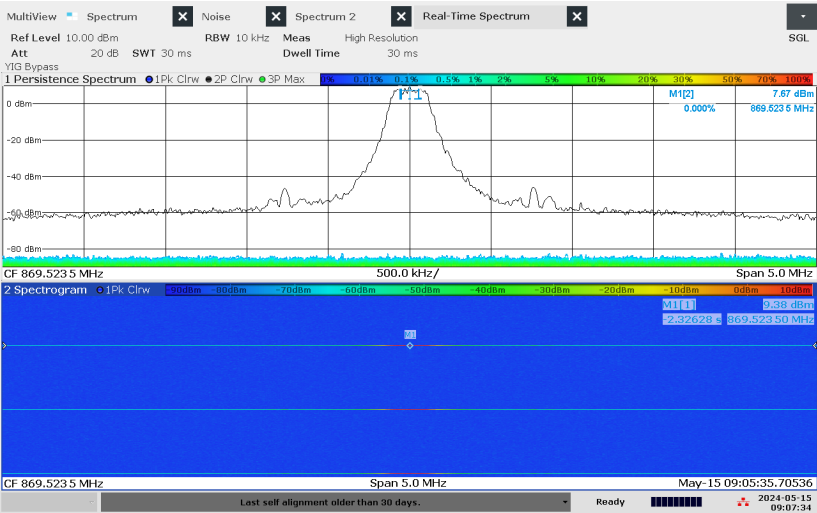 MultiView Spectrum Noise Spectrum 2 Real-Time Spectrum
Ref Level 10.00 dBm RBW 10 kHz Meas High Resolution SGL
Att 20 dB SWT 30 ms Dwell Time 30 ms
YIG Bypass
1 Persistence Spectrum 1Pk Clrw 2P Clrw 3P Max 0% 0.01% 0.1% 0.5% 1% 2% 5% 10% 20% 30% 50% 70% 100%
M1 M1[2] 7.67 dBm
0 dBm 0.000% 869.523 5 MHz
-20 dBm
-40 dBm
-60 dBm
-80 dBm
CF 869.523 5 MHz 500.0 kHz/ Span 5.0 MHz
2 Spectrogram 1Pk Clrw -90dBm -80dBm -70dBm -60dBm -50dBm -40dBm -30dBm -20dBm -10dBm 0dBm 10dBm
M1[1] 9.38 dBm
-2.32628 s 869.523 50 MHz
M1
CF 869.523 5 MHz Span 5.0 MHz May-15 09:05:35.70536
Last self alignment older than 30 days. Ready 2024-05-15
09:07:34